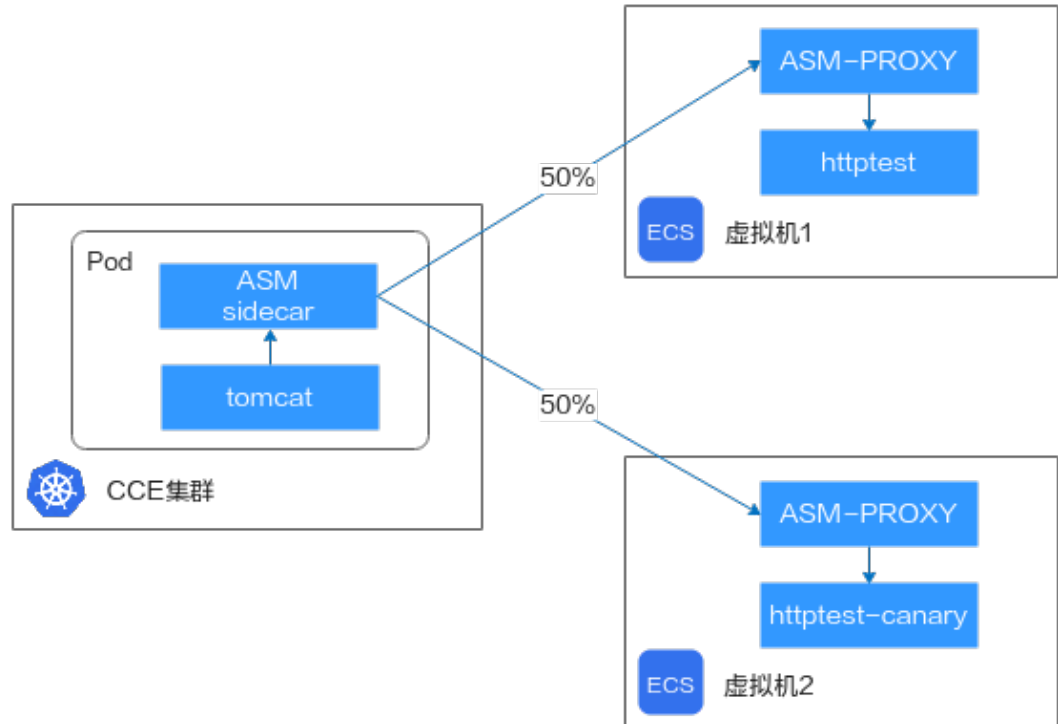 Pod
ASM
sidecar
tomcat
CCE集群
50%
50%
ASM-PROXY
httptest
ECS
虚拟机1
ASM-PROXY
httptest-canary
ECS
虚拟机2